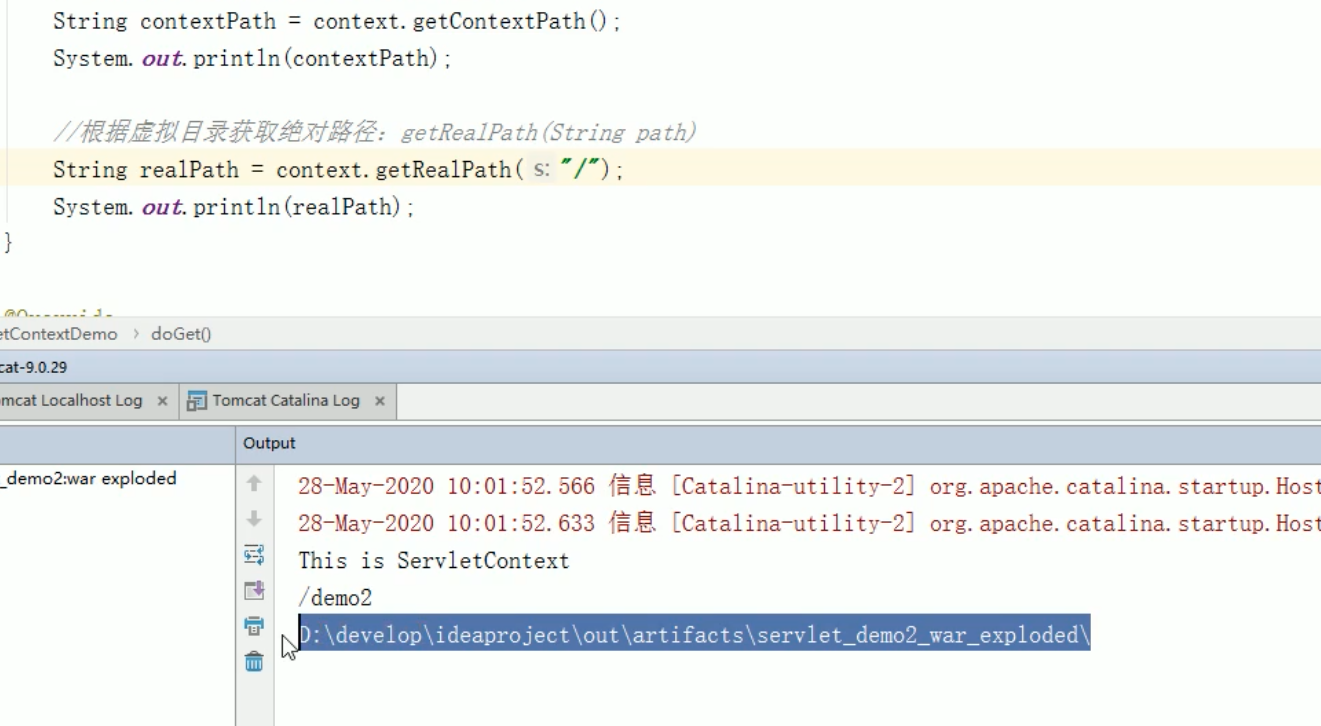 String contextPath = context.getContextPath();
System.out.println(contextPath);
//根据虚拟目录获取绝对路径：getRealPath(String path)
String realPath = context.getRealPath( s: "/");
System.out.println(realPath);
}
@Override
etContextDemo > doGet()
cat-9.0.29
mcat Localhost Log × Tomcat Catalina Log ×
Output
_demo2:war exploded
28-May-2020 10:01:52.566 信息 [Catalina-utility-2] org.apache.catalina.startup.Host
28-May-2020 10:01:52.633 信息 [Catalina-utility-2] org.apache.catalina.startup.Host
This is ServletContext
/demo2
D:\develop\ideaproject\out\artifacts\servlet_demo2_war_exploded\